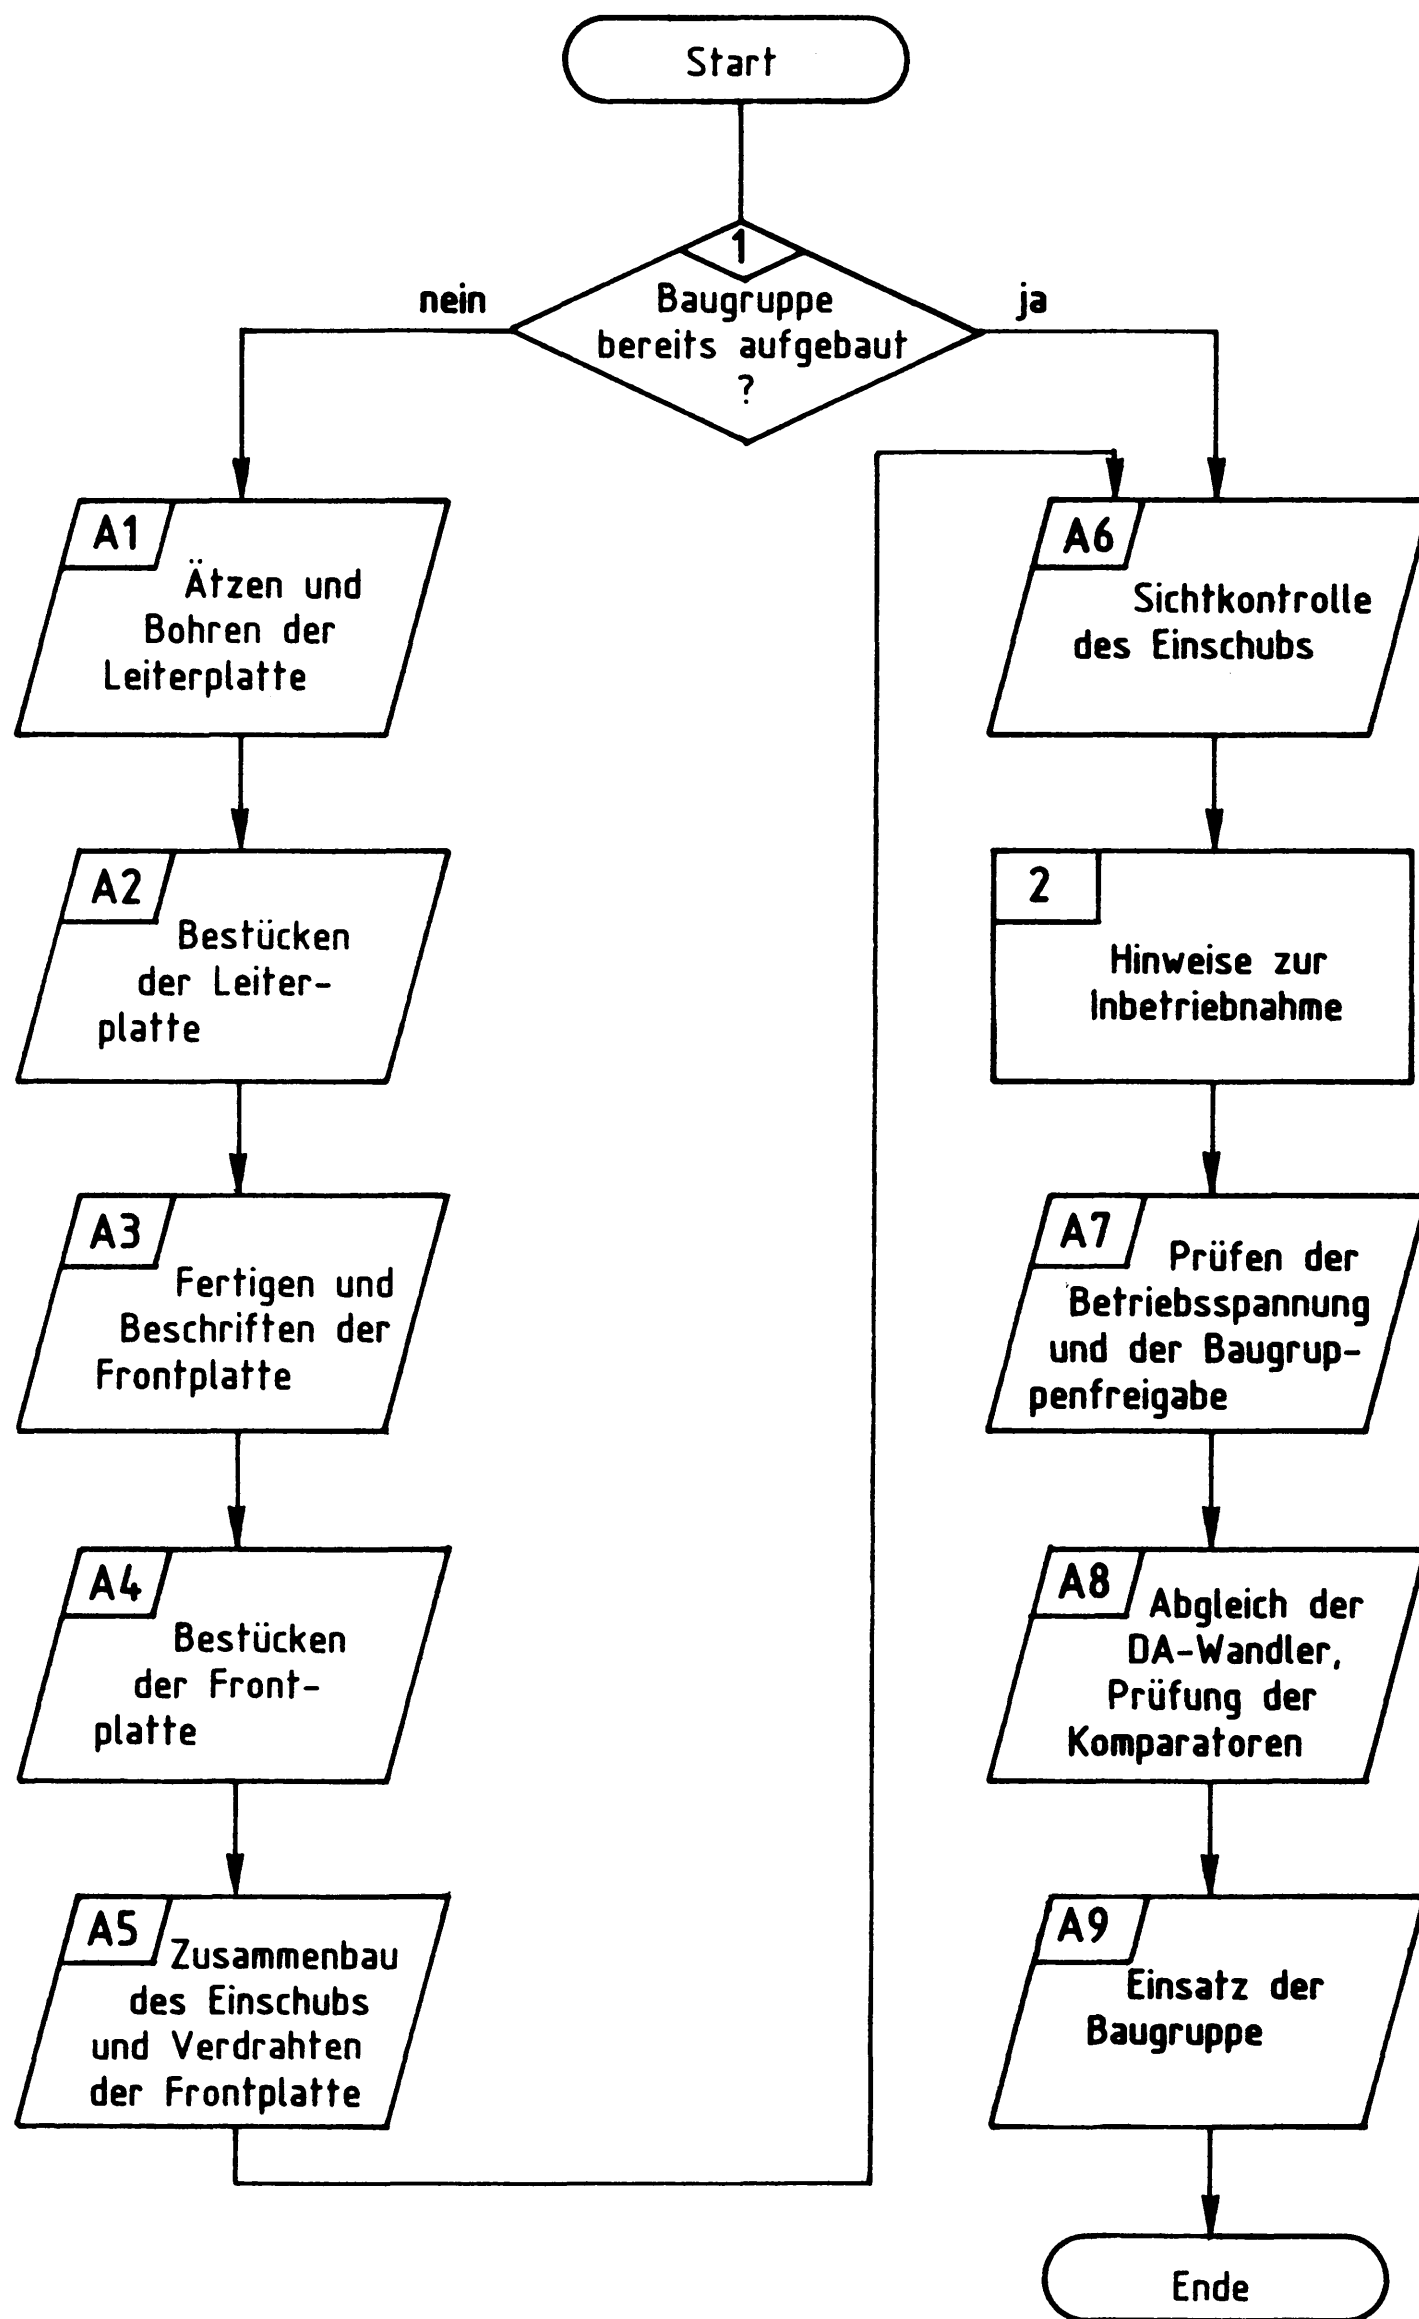 Start
1
Baugruppe
bereits aufgebaut
?
nein
ja
A1
Ätzen und
Bohren der
Leiterplatte
A2
Bestücken
der Leiter-
platte
A3
Fertigen und
Beschriften der
Frontplatte
A4
Bestücken
der Front-
platte
A5
Zusammenbau
des Einschubs
und Verdrahten
der Frontplatte
A6
Sichtkontrolle
des Einschubs
2
Hinweise zur
Inbetriebnahme
A7
Prüfen der
Betriebsspannung
und der Baugrup-
penfreigabe
A8
Abgleich der
DA-Wandler,
Prüfung der
Komparatoren
A9
Einsatz der
Baugruppe
Ende